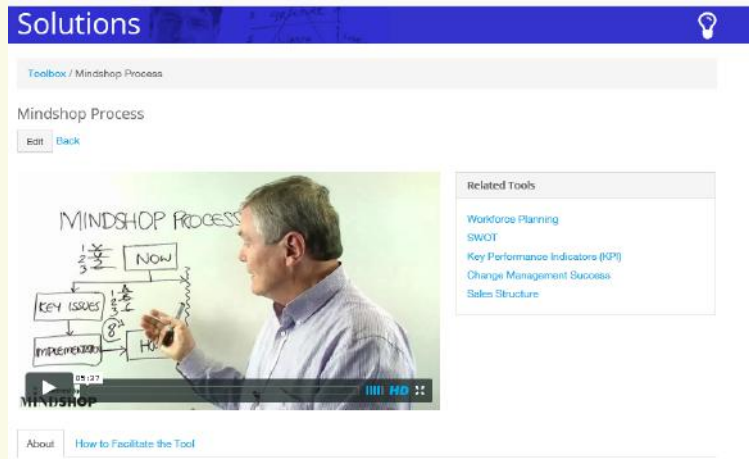 Solutions
Toolbox / Mindshop Process
Mindshop Process
Edit Back
MINDSHOP PROCESS
NOW
KEY ISSUES
IMPLEMENTATION
8
05:37
HD
MINDSHOP
Related Tools
Workforce Planning
SWOT
Key Performance Indicators (KPI)
Change Management Success
Sales Structure
About How to Facilitate the Tool